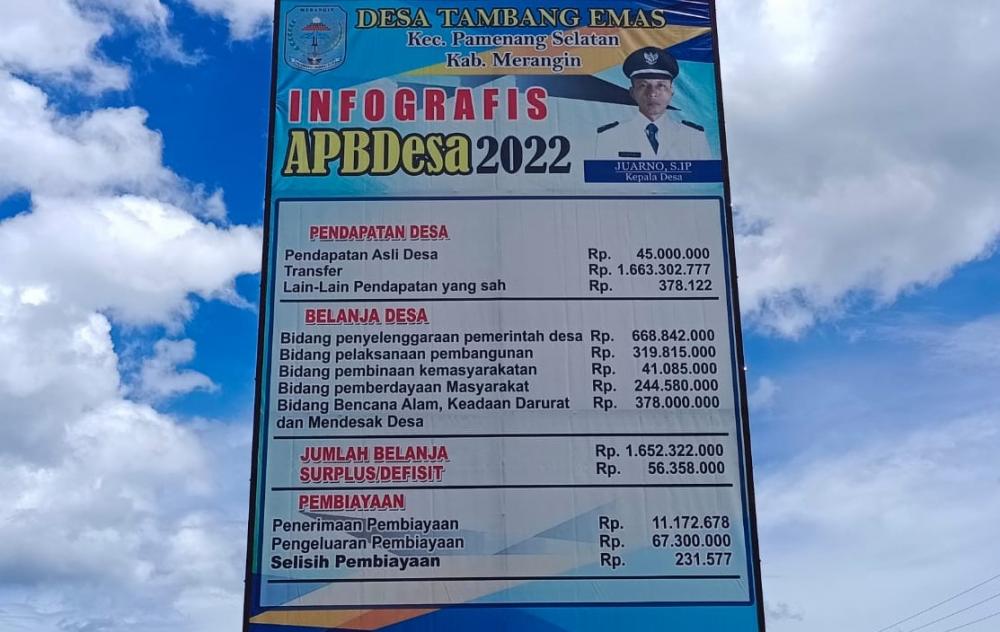 MERANGIN
DESA TAMBANG EMAS
Kec. Pamenang Selatan
Kab. Merangin
INFOGRAFIS
APBDesa 2022
JUARNO, S.IP
Kepala Desa
PENDAPATAN DESA
Pendapatan Asli Desa Rp. 45.000.000
Transfer Rp. 1.663.302.777
Lain-Lain Pendapatan yang sah Rp. 378.122
BELANJA DESA
Bidang penyelenggaraan pemerintah desa Rp. 668.842.000
Bidang pelaksanaan pembangunan Rp. 319.815.000
Bidang pembinaan kemasyarakatan Rp. 41.085.000
Bidang pemberdayaan Masyarakat Rp. 244.580.000
Bidang Bencana Alam, Keadaan Darurat Rp. 378.000.000
dan Mendesak Desa
JUMLAH BELANJA Rp. 1.652.322.000
SURPLUS/DEFISIT Rp. 56.358.000
PEMBIAYAAN
Penerimaan Pembiayaan Rp. 11.172.678
Pengeluaran Pembiayaan Rp. 67.300.000
Selisih Pembiayaan Rp. 231.577